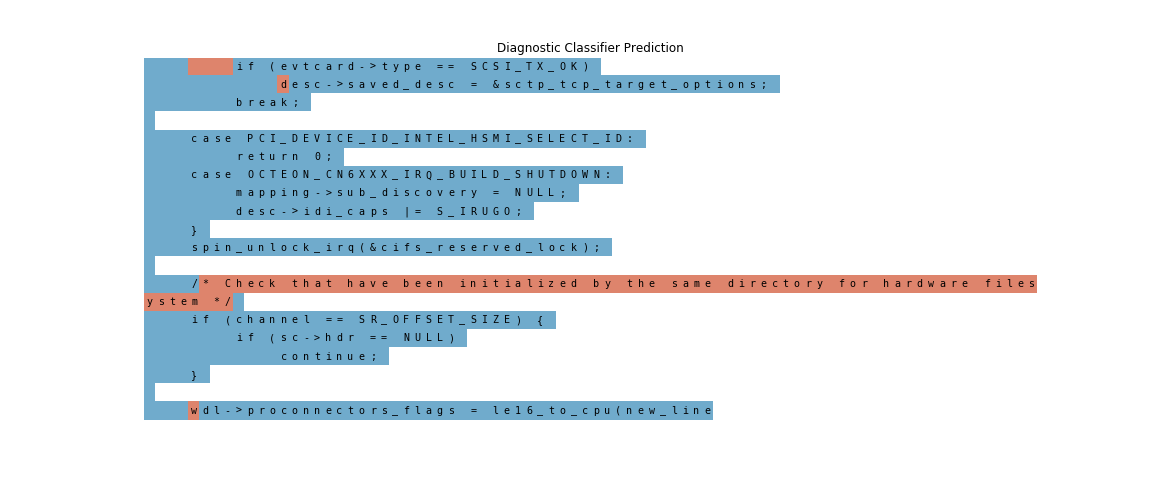 Diagnostic Classifier Prediction
if (evtcard->type == SCSI_TX_OK)
desc->saved_desc = &sctp_tcp_target_options;
break;
case PCI_DEVICE_ID_INTEL_HSMI_SELECT_ID:
return 0;
case OCTEON_CN6XXX_IRQ_BUILD_SHUTDOWN:
mapping->sub_discovery = NULL;
desc->idi_caps |= S_IRUGO;
}
spin_unlock_irq(&cifs_reserved_lock);
/* Check that have been initialized by the same directory for hardware files
ystem */
if (channel == SR_OFFSET_SIZE) {
if (sc->hdr == NULL)
continue;
}
wdl->proconnectors_flags = le16_to_cpu(new_line